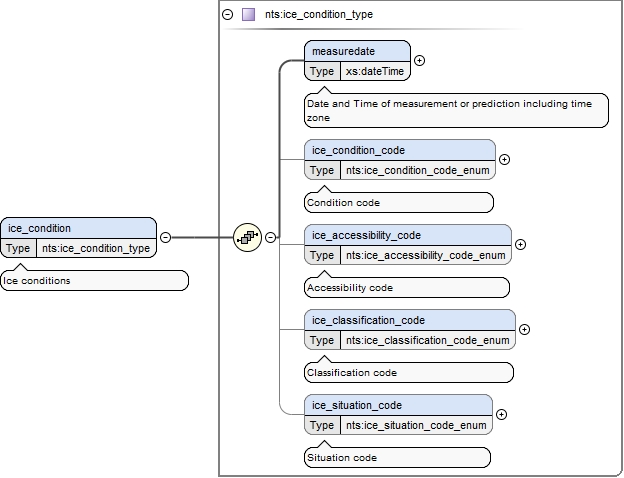 nts:ice_condition_type
measuredate
Type xs:dateTime
Date and Time of measurement or prediction including time
zone
ice_condition_code
Type nts:ice_condition_code_enum
Condition code
ice_condition
Type nts:ice_condition_type
Ice conditions
ice_accessibility_code
Type nts:ice_accessibility_code_enum
Accessibility code
ice_classification_code
Type nts:ice_classification_code_enum
Classification code
ice_situation_code
Type nts:ice_situation_code_enum
Situation code